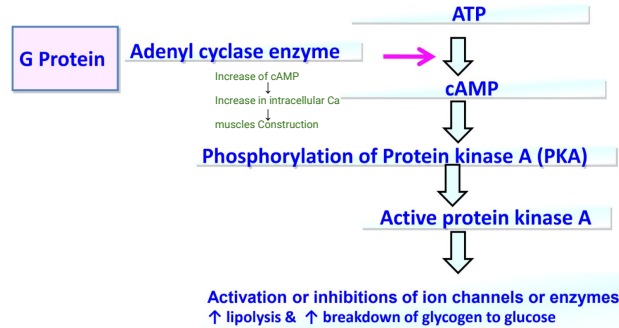 ATP
G Protein
Adenyl cyclase enzyme
Increase of cAMP
↓
Increase in intracellular Ca
↓
muscles Construction
cAMP
Phosphorylation of Protein kinase A (PKA)
Active protein kinase A
Activation or inhibitions of ion channels or enzymes
↑ lipolysis & ↑ breakdown of glycogen to glucose